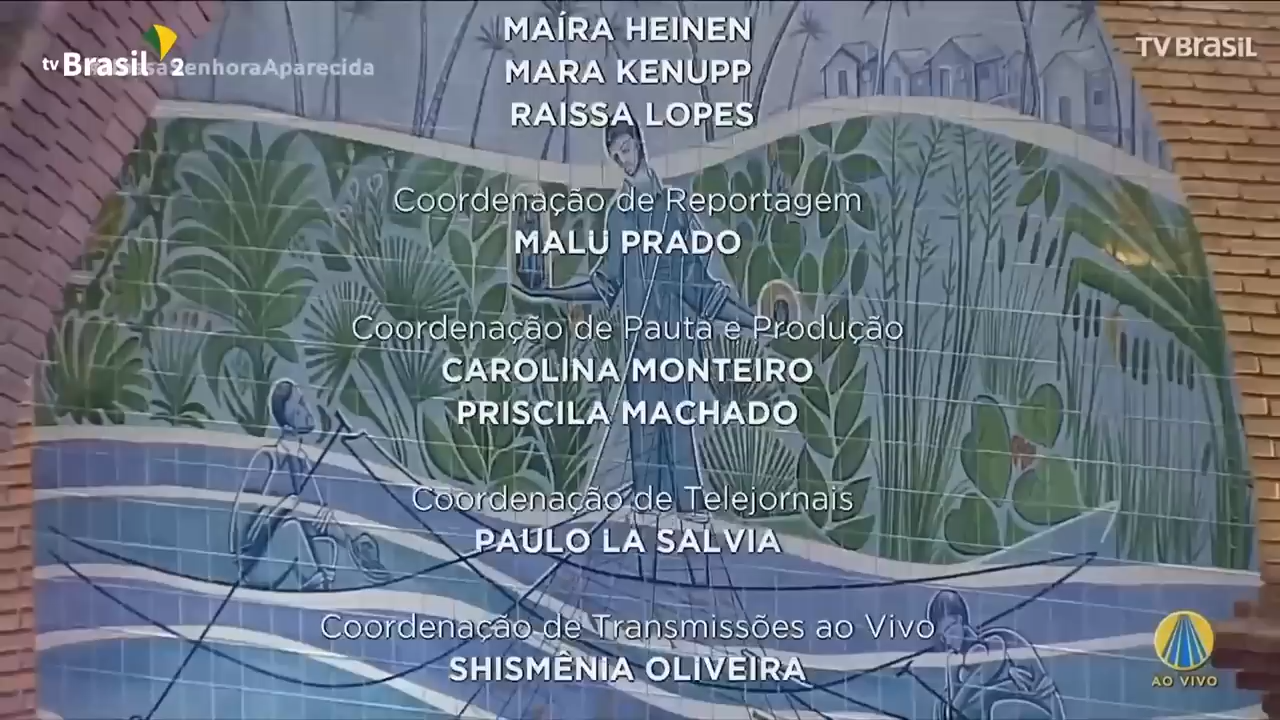 MAÍRA HEINEN
MARA KENUPP
RAISSA LOPES
tv Brasil 2
TV BRASIL
SenhoraAparecida
Coordenação de Reportagem
MALU PRADO
Coordenação de Pauta e Produção
CAROLINA MONTEIRO
PRISCILA MACHADO
Coordenação de Telejornais
PAULO LA SALVIA
Coordenação de Transmissões ao Vivo
SHISMÊNIA OLIVEIRA
AO VIVO